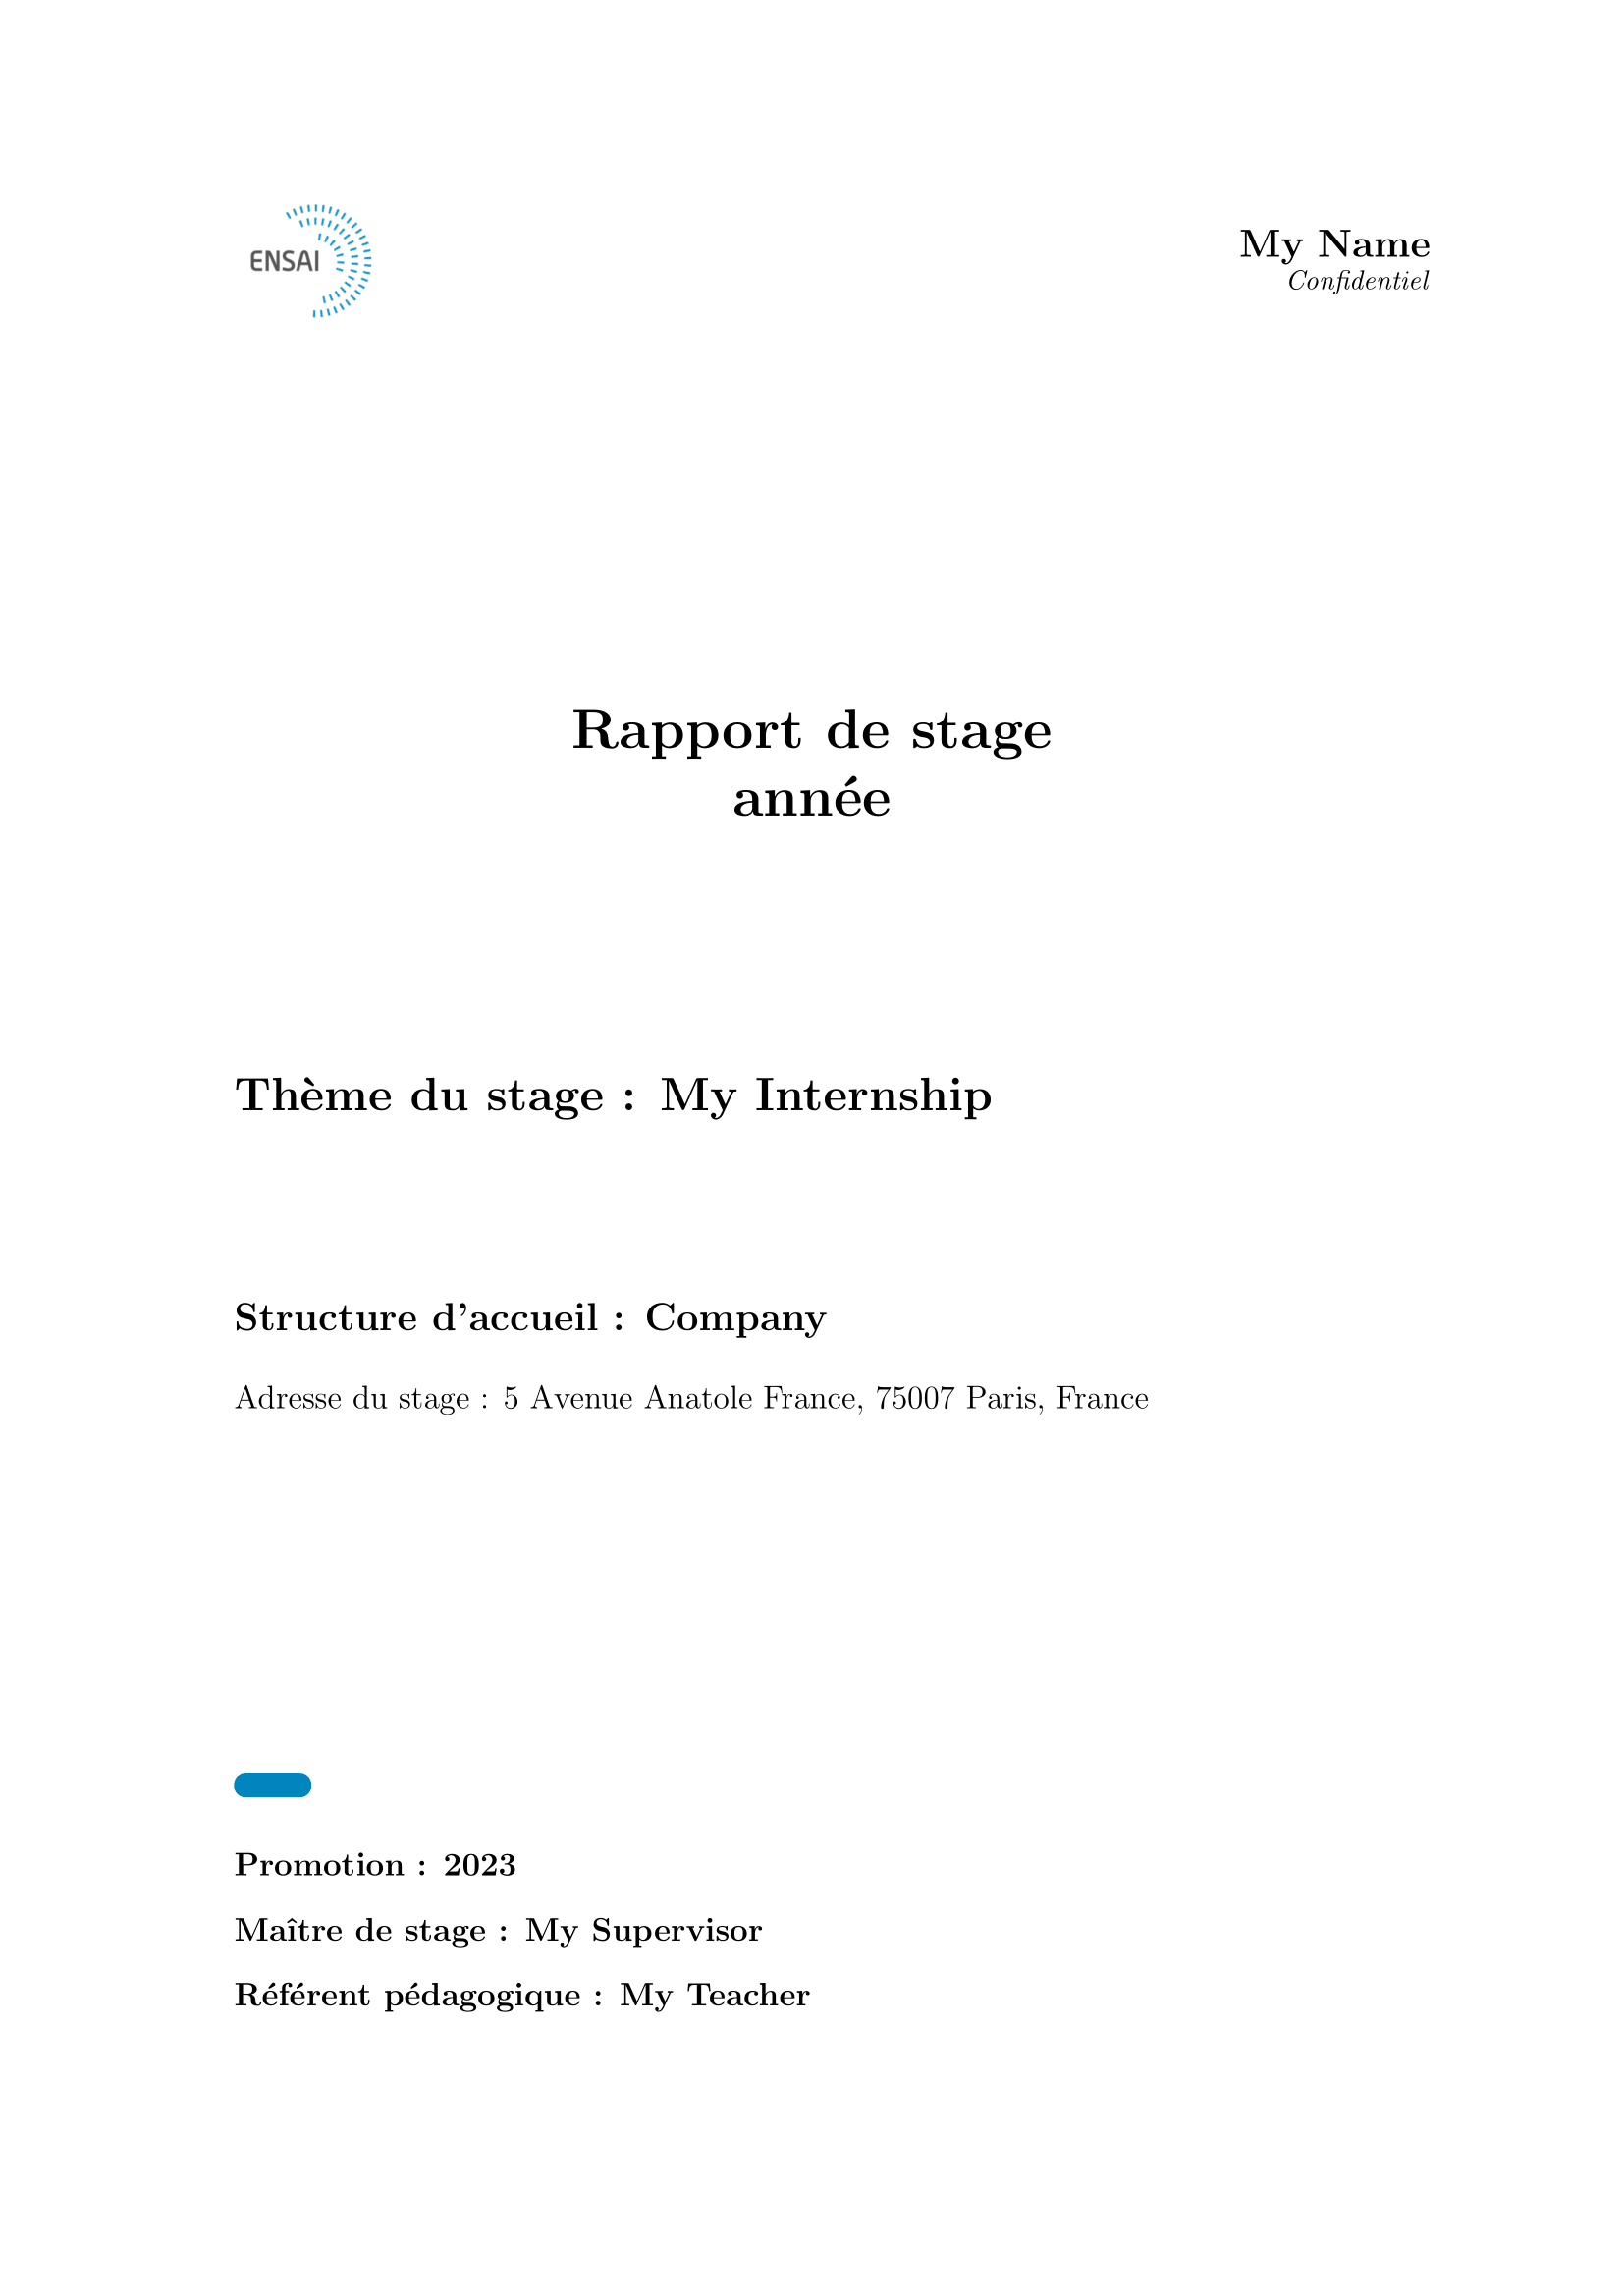 ENSAI
My Name
Confidentiel
Rapport de stage
année
Thème du stage : My Internship
Structure d'accueil : Company
Adresse du stage : 5 Avenue Anatole France, 75007 Paris, France
Promotion : 2023
Maître de stage : My Supervisor
Référent pédagogique : My Teacher